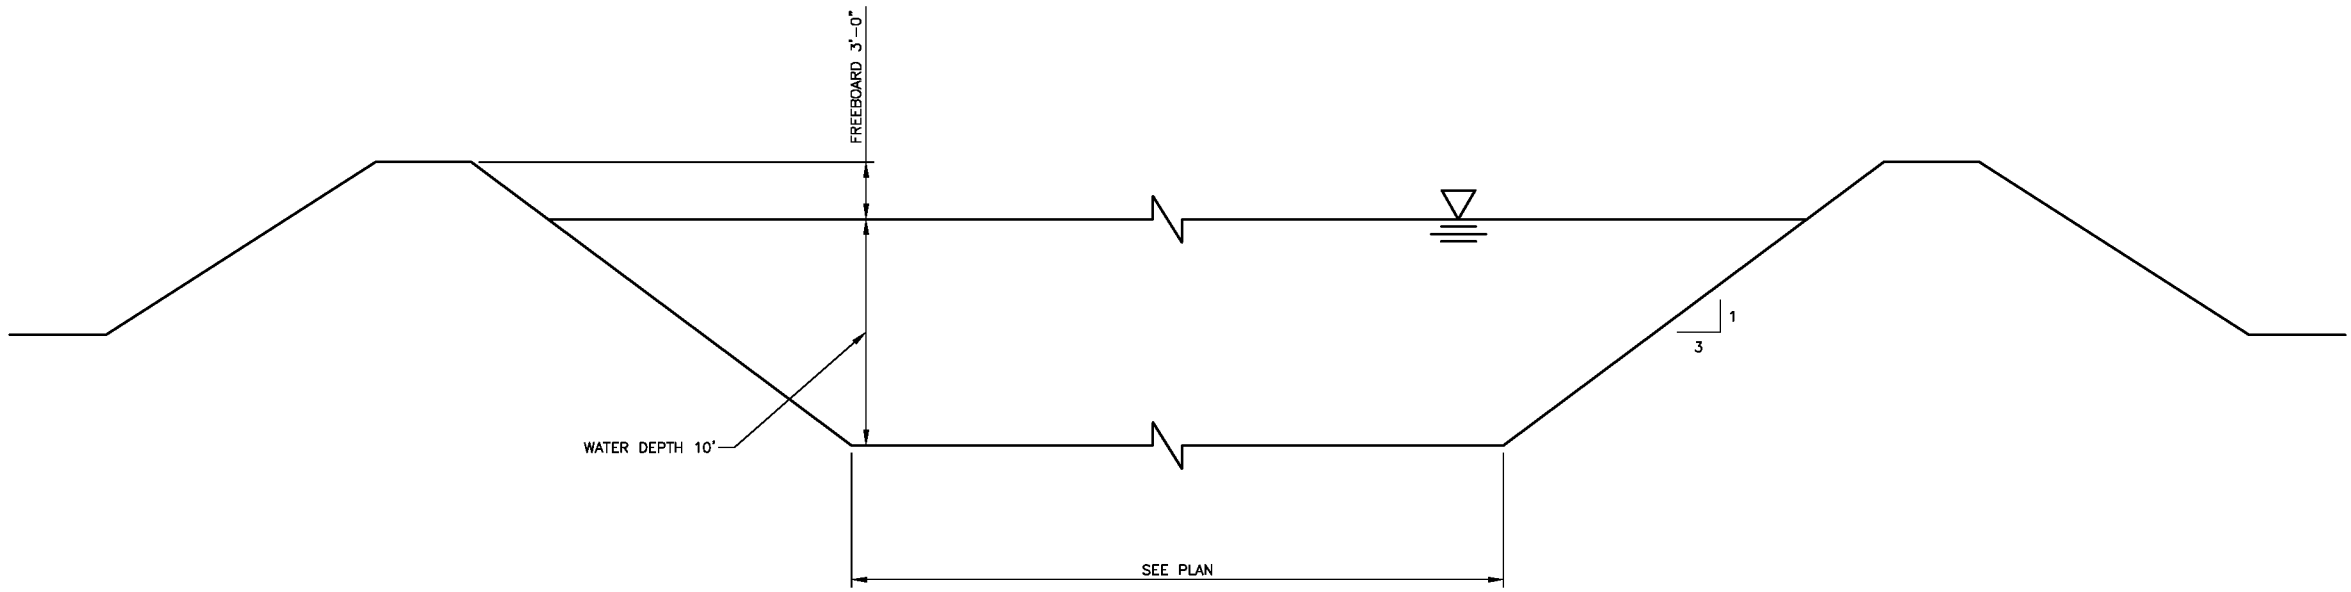 FREEBOARD 3'-0"
1
3
WATER DEPTH 10'
SEE PLAN